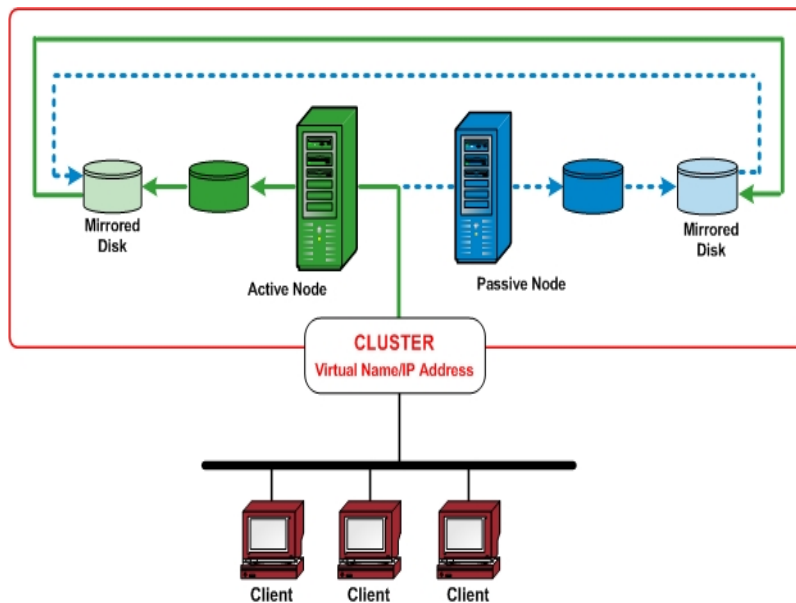 Mirrored
Disk
Active Node
Passive Node
Mirrored
Disk
CLUSTER
Virtual Name/IP Address
Client
Client
Client